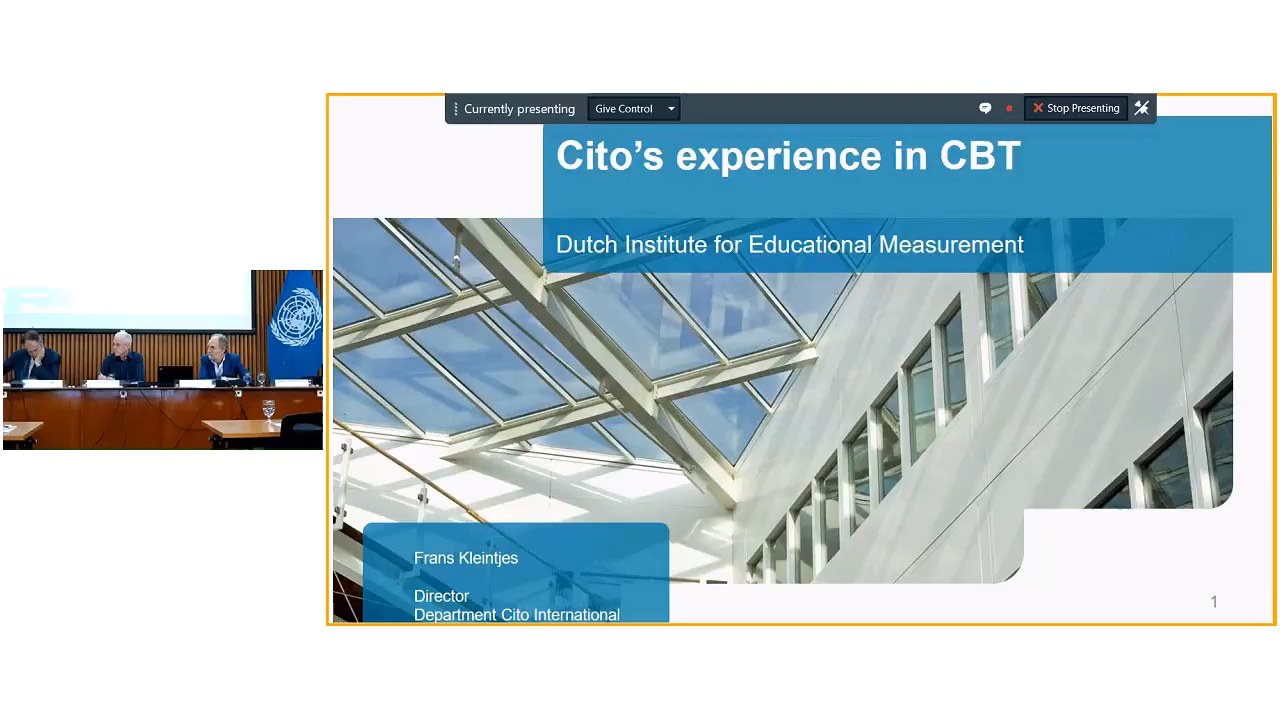 Currently presenting Give Control Stop Presenting
Cito’s experience in CBT
Dutch Institute for Educational Measurement
Frans Kleintjes
Director
Department Cito International
1